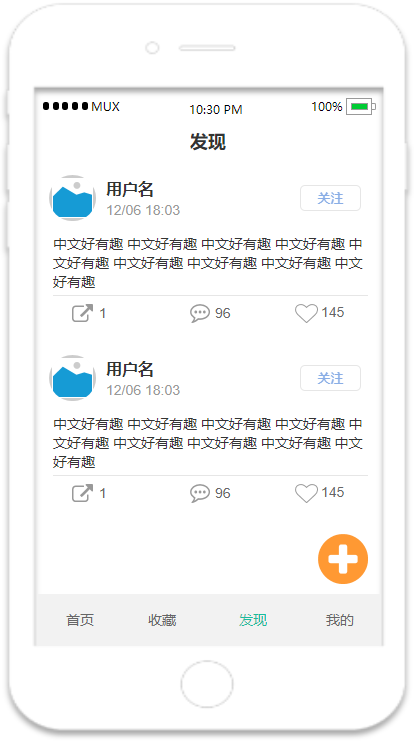 MUX 10:30 PM 100%
发现
用户名
关注
12/06 18:03
中文好有趣 中文好有趣 中文好有趣 中文好有趣 中
文好有趣 中文好有趣 中文好有趣 中文好有趣 中文
好有趣
1 96 145
用户名
关注
12/06 18:03
中文好有趣 中文好有趣 中文好有趣 中文好有趣 中
文好有趣 中文好有趣 中文好有趣 中文好有趣 中文
好有趣
1 96 145
首页 收藏 发现 我的